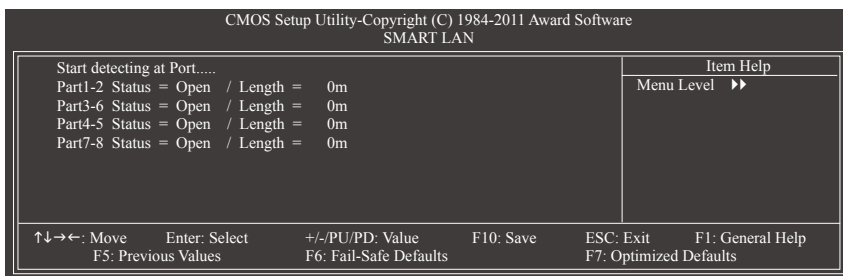 CMOS Setup Utility-Copyright (C) 1984-2011 Award Software
SMART LAN
Start detecting at Port.....
Part1-2 Status = Open / Length = 0m
Part3-6 Status = Open / Length = 0m
Part4-5 Status = Open / Length = 0m
Part7-8 Status = Open / Length = 0m
Item Help
Menu Level
↑↓→←: Move Enter: Select +/-/PU/PD: Value F10: Save ESC: Exit F1: General Help
F5: Previous Values F6: Fail-Safe Defaults F7: Optimized Defaults